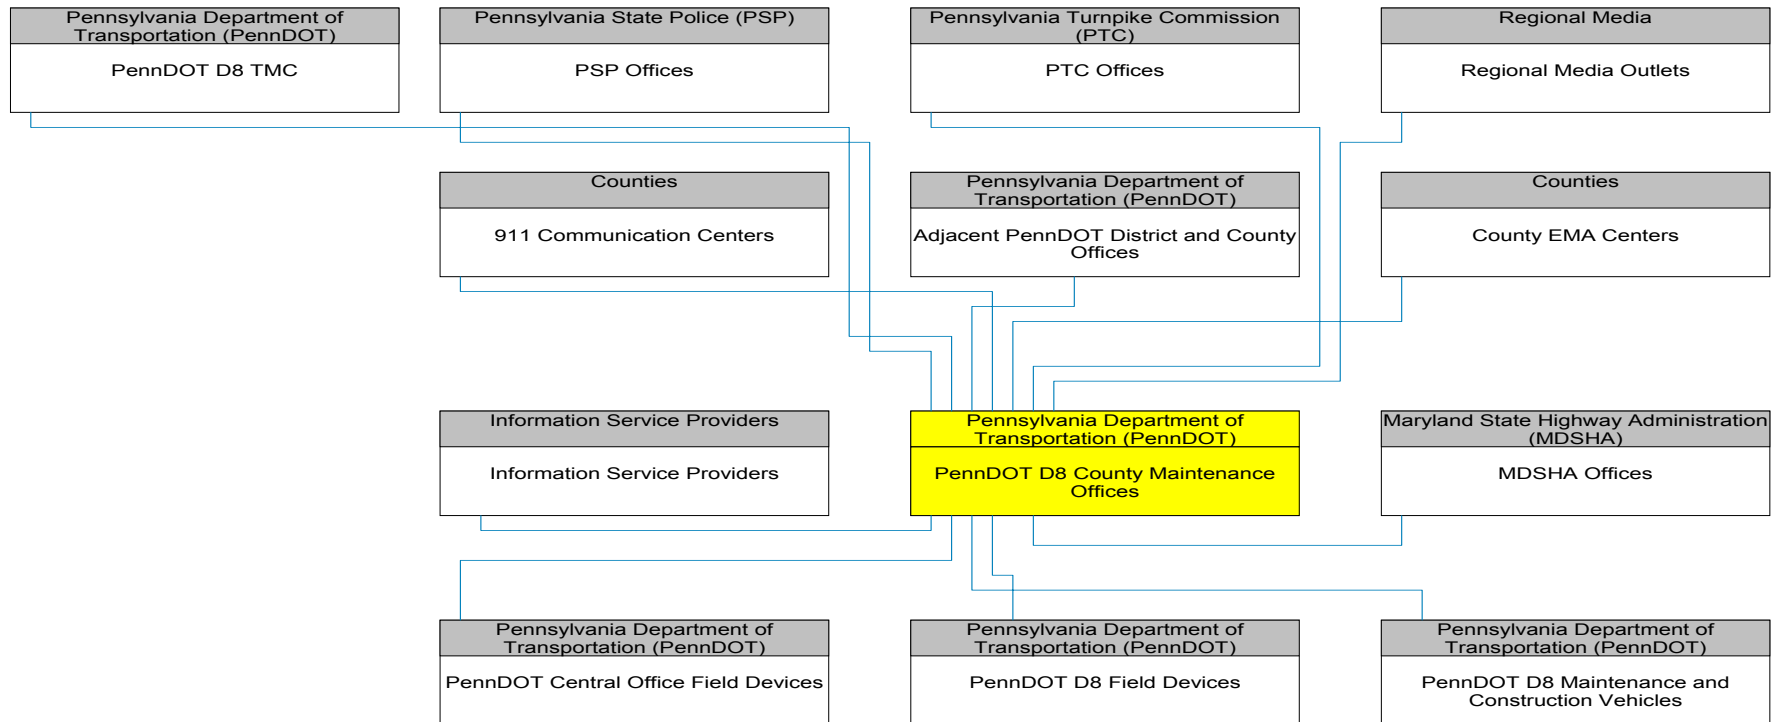 Pennsylvania Department of
Transportation (PennDOT)
PennDOT D8 TMC
Pennsylvania State Police (PSP)
PSP Offices
Pennsylvania Turnpike Commission
(PTC)
PTC Offices
Regional Media
Regional Media Outlets
Counties
911 Communication Centers
Pennsylvania Department of
Transportation (PennDOT)
Adjacent PennDOT District and County
Offices
Counties
County EMA Centers
Information Service Providers
Information Service Providers
Pennsylvania Department of
Transportation (PennDOT)
PennDOT D8 County Maintenance
Offices
Maryland State Highway Administration
(MDSHA)
MDSHA Offices
Pennsylvania Department of
Transportation (PennDOT)
PennDOT Central Office Field Devices
Pennsylvania Department of
Transportation (PennDOT)
PennDOT D8 Field Devices
Pennsylvania Department of
Transportation (PennDOT)
PennDOT D8 Maintenance and
Construction Vehicles